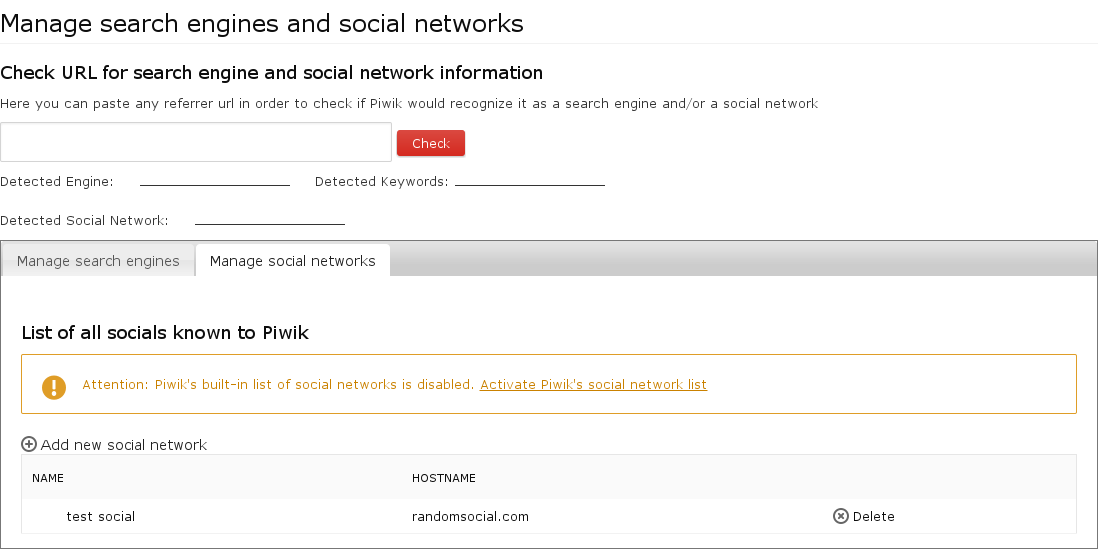 Manage search engines and social networks
Check URL for search engine and social network information
Here you can paste any referrer url in order to check if Piwik would recognize it as a search engine and/or a social network
Check
Detected Engine: Detected Keywords:
Detected Social Network:
Manage search engines Manage social networks
List of all socials known to Piwik
Attention: Piwik's built-in list of social networks is disabled. Activate Piwik's social network list
Add new social network
NAME HOSTNAME
test social randomsocial.com Delete